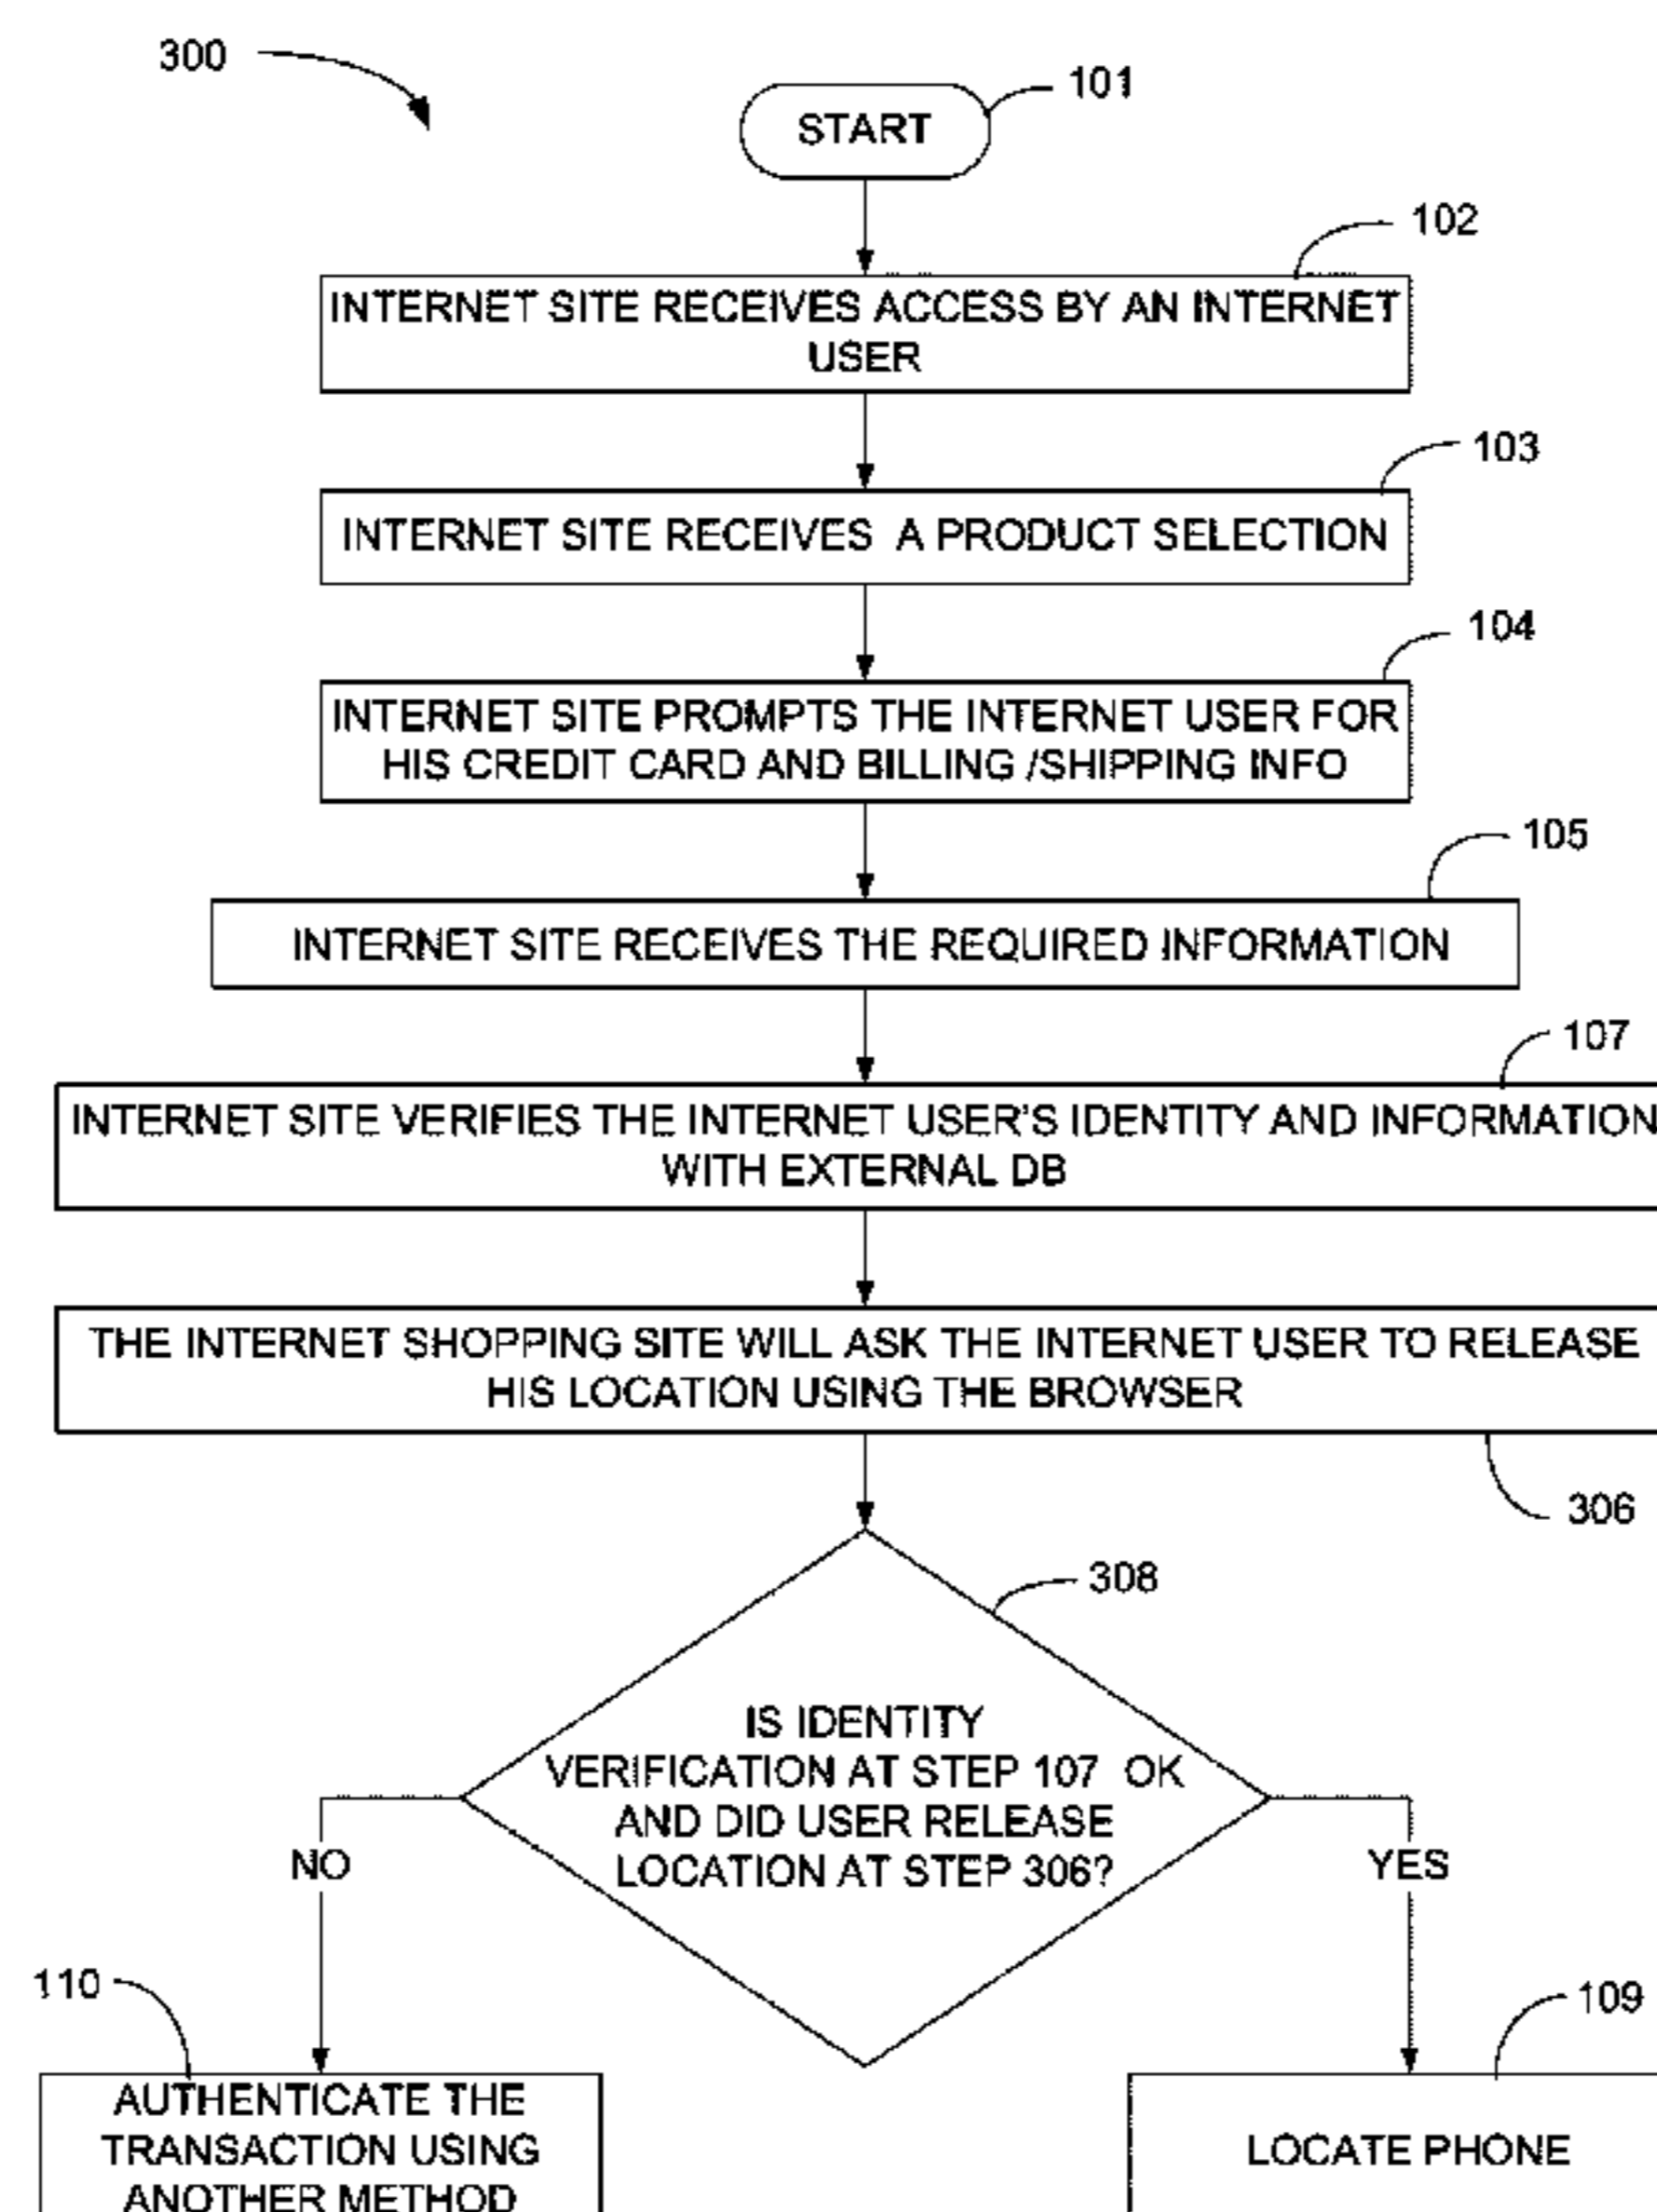 300
101
START
102
INTERNET SITE RECEIVES ACCESS BY AN INTERNET
USER
103
INTERNET SITE RECEIVES A PRODUCT SELECTION
104
INTERNET SITE PROMPTS THE INTERNET USER FOR
HIS CREDIT CARD AND BILLING /SHIPPING INFO
105
INTERNET SITE RECEIVES THE REQUIRED INFORMATION
107
INTERNET SITE VERIFIES THE INTERNET USER'S IDENTITY AND INFORMATION
WITH EXTERNAL DB
THE INTERNET SHOPPING SITE WILL ASK THE INTERNET USER TO RELEASE
HIS LOCATION USING THE BROWSER
306
308
IS IDENTITY
VERIFICATION AT STEP 107 OK
AND DID USER RELEASE
LOCATION AT STEP 306?
NO
YES
110
109
AUTHENTICATE THE
TRANSACTION USING
ANOTHER METHOD
LOCATE PHONE